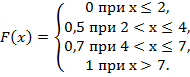 F(x) =
0 при x ≤ 2,
0,5 при 2 < x ≤ 4,
0,7 при 4 < x ≤ 7,
1 при x > 7.